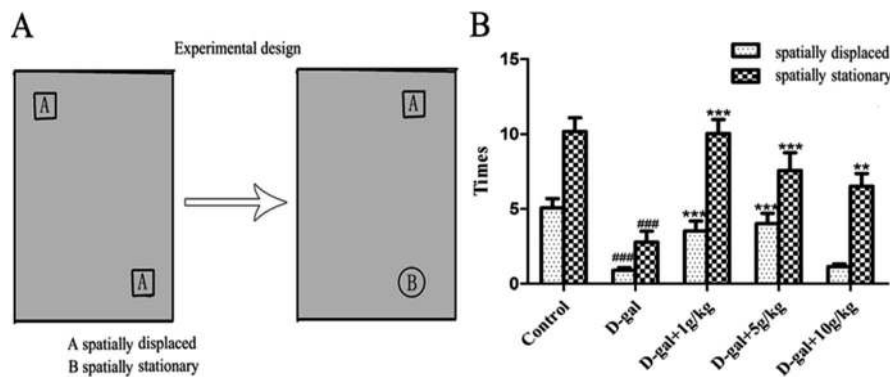 A
Experimental design
A
A
A
B
A spatially displaced
B spatially stationary
B
spatially displaced
spatially stationary
Times
15
10
5
0
###
###
***
***
***
***
**
Control
D-gal
D-gal+1g/kg
D-gal+5g/kg
D-gal+10g/kg